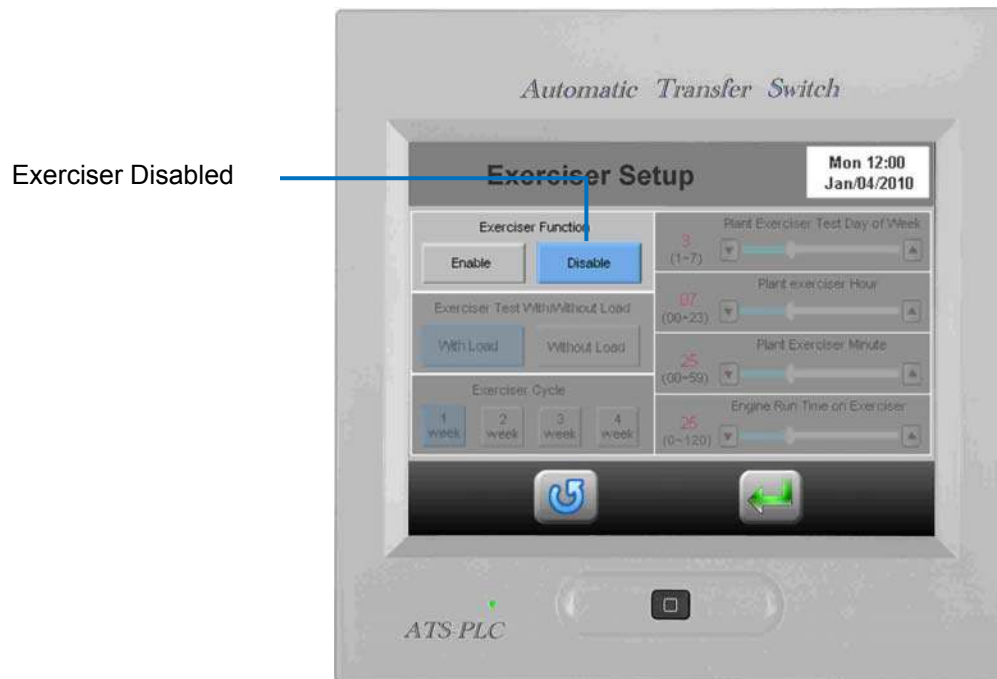 Automatic Transfer Switch
Exerciser Disabled
Exerciser Setup
Mon 12:00
Jan/04/2010
Exerciser Function
Enable
Disable
Exerciser Test With/Without Load
With Load
Without Load
Exerciser Cycle
1
week
2
week
3
week
4
week
Plant Exerciser Test Day of Week
3
(1~7)
Plant exerciser Hour
07
(00~23)
Plant Exerciser Minute
25
(00~59)
Engine Run Time on Exerciser
25
(0~120)
ATS-PLC